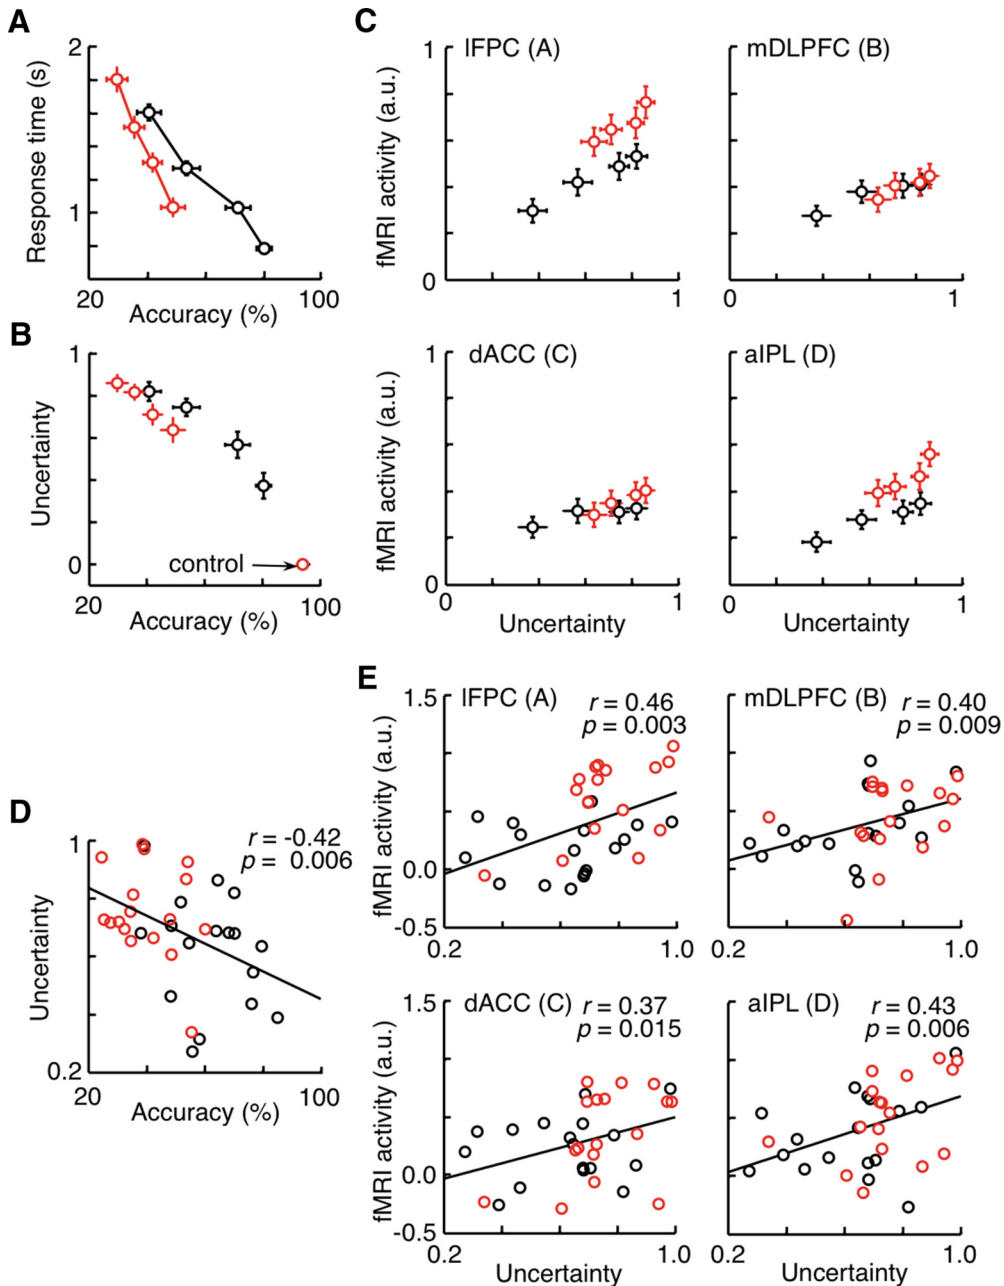 A
2
1
Response time (s)
20
100
Accuracy (%)
B
1
0
Uncertainty
control
20
100
Accuracy (%)
C
lFPC (A)
1
0
fMRI activity (a.u.)
1
mDLPFC (B)
0
1
dACC (C)
1
0
fMRI activity (a.u.)
0
1
Uncertainty
aIPL (D)
0
1
Uncertainty
D
r = -0.42
p = 0.006
1
0.2
Uncertainty
20
100
Accuracy (%)
E
lFPC (A)
r = 0.46
p = 0.003
1.5
0.0
-0.5
fMRI activity (a.u.)
0.2
1.0
mDLPFC (B)
r = 0.40
p = 0.009
0.2
1.0
dACC (C)
r = 0.37
p = 0.015
1.5
0.0
-0.5
fMRI activity (a.u.)
0.2
1.0
Uncertainty
aIPL (D)
r = 0.43
p = 0.006
0.2
1.0
Uncertainty